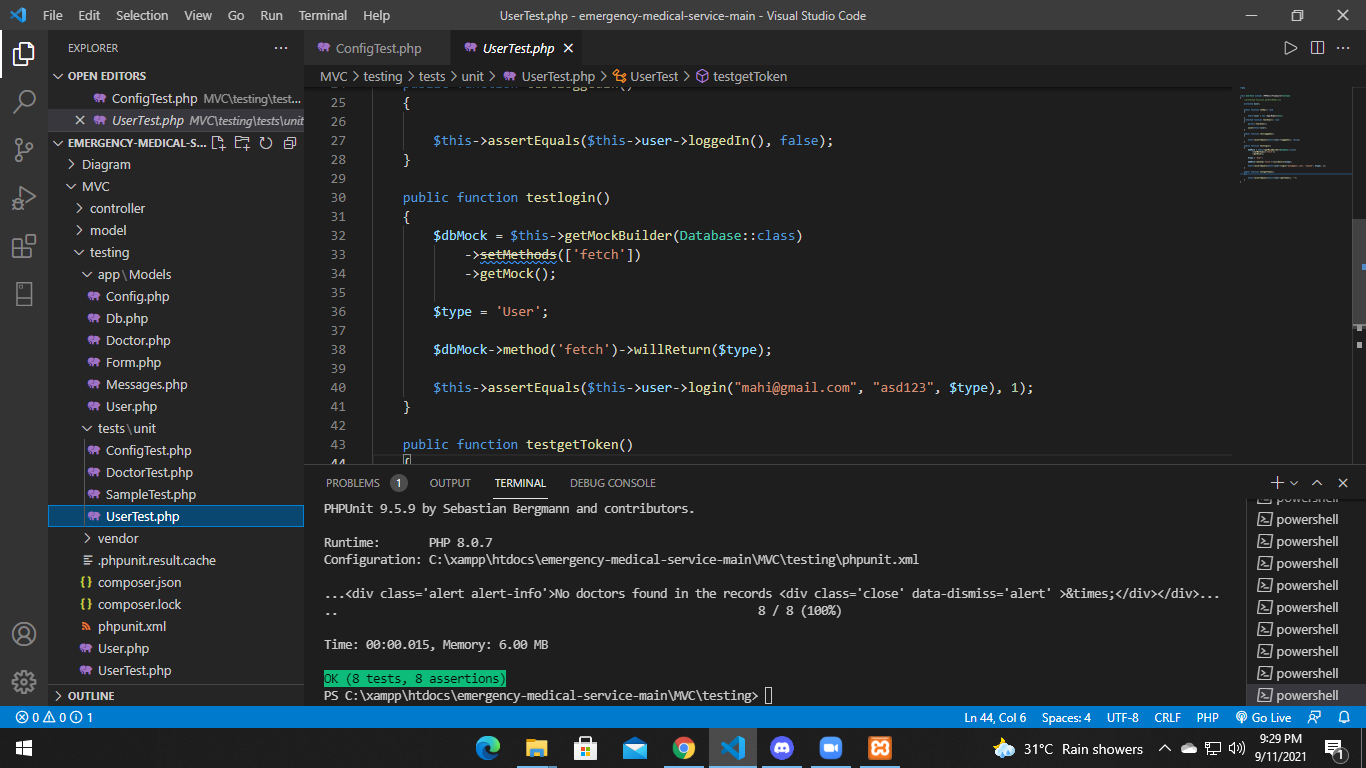 File Edit Selection View Go Run Terminal Help
UserTest.php - emergency-medical-service-main - Visual Studio Code
EXPLORER
OPEN EDITORS
ConfigTest.php MVC\testing\test...
UserTest.php MVC\testing\tests\unit
EMERGENCY-MEDICAL-S...
Diagram
MVC
controller
model
testing
app\Models
Config.php
Db.php
Doctor.php
Form.php
Messages.php
User.php
tests\unit
ConfigTest.php
DoctorTest.php
SampleTest.php
UserTest.php
vendor
.phpunit.result.cache
composer.json
composer.lock
phpunit.xml
User.php
UserTest.php
OUTLINE
ConfigTest.php
UserTest.php
MVC > testing > tests > unit > UserTest.php > UserTest > testgetToken
25 {
26
27 $this->assertEquals($this->user->loggedIn(), false);
28 }
29
30 public function testlogin()
31 {
32 $dbMock = $this->getMockBuilder(Database::class)
33 ->setMethods(['fetch'])
34 ->getMock();
35
36 $type = 'User';
37
38 $dbMock->method('fetch')->willReturn($type);
39
40 $this->assertEquals($this->user->login("mahi@gmail.com", "asd123", $type), 1);
41 }
42
43 public function testgetToken()
44 {
PROBLEMS 1 OUTPUT TERMINAL DEBUG CONSOLE
PHPUnit 9.5.9 by Sebastian Bergmann and contributors.
Runtime: PHP 8.0.7
Configuration: C:\xampp\htdocs\emergency-medical-service-main\MVC\testing\phpunit.xml
...<div class='alert alert-info'>No doctors found in the records <div class='close' data-dismiss='alert' >&times;</div></div>...
.. 8 / 8 (100%)
Time: 00:00.015, Memory: 6.00 MB
OK (8 tests, 8 assertions)
PS C:\xampp\htdocs\emergency-medical-service-main\MVC\testing>
powershell
powershell
powershell
powershell
powershell
powershell
powershell
powershell
powershell
powershell
0 0 1
Ln 44, Col 6 Spaces: 4 UTF-8 CRLF PHP Go Live
31°C Rain showers
9:29 PM
9/11/2021
1